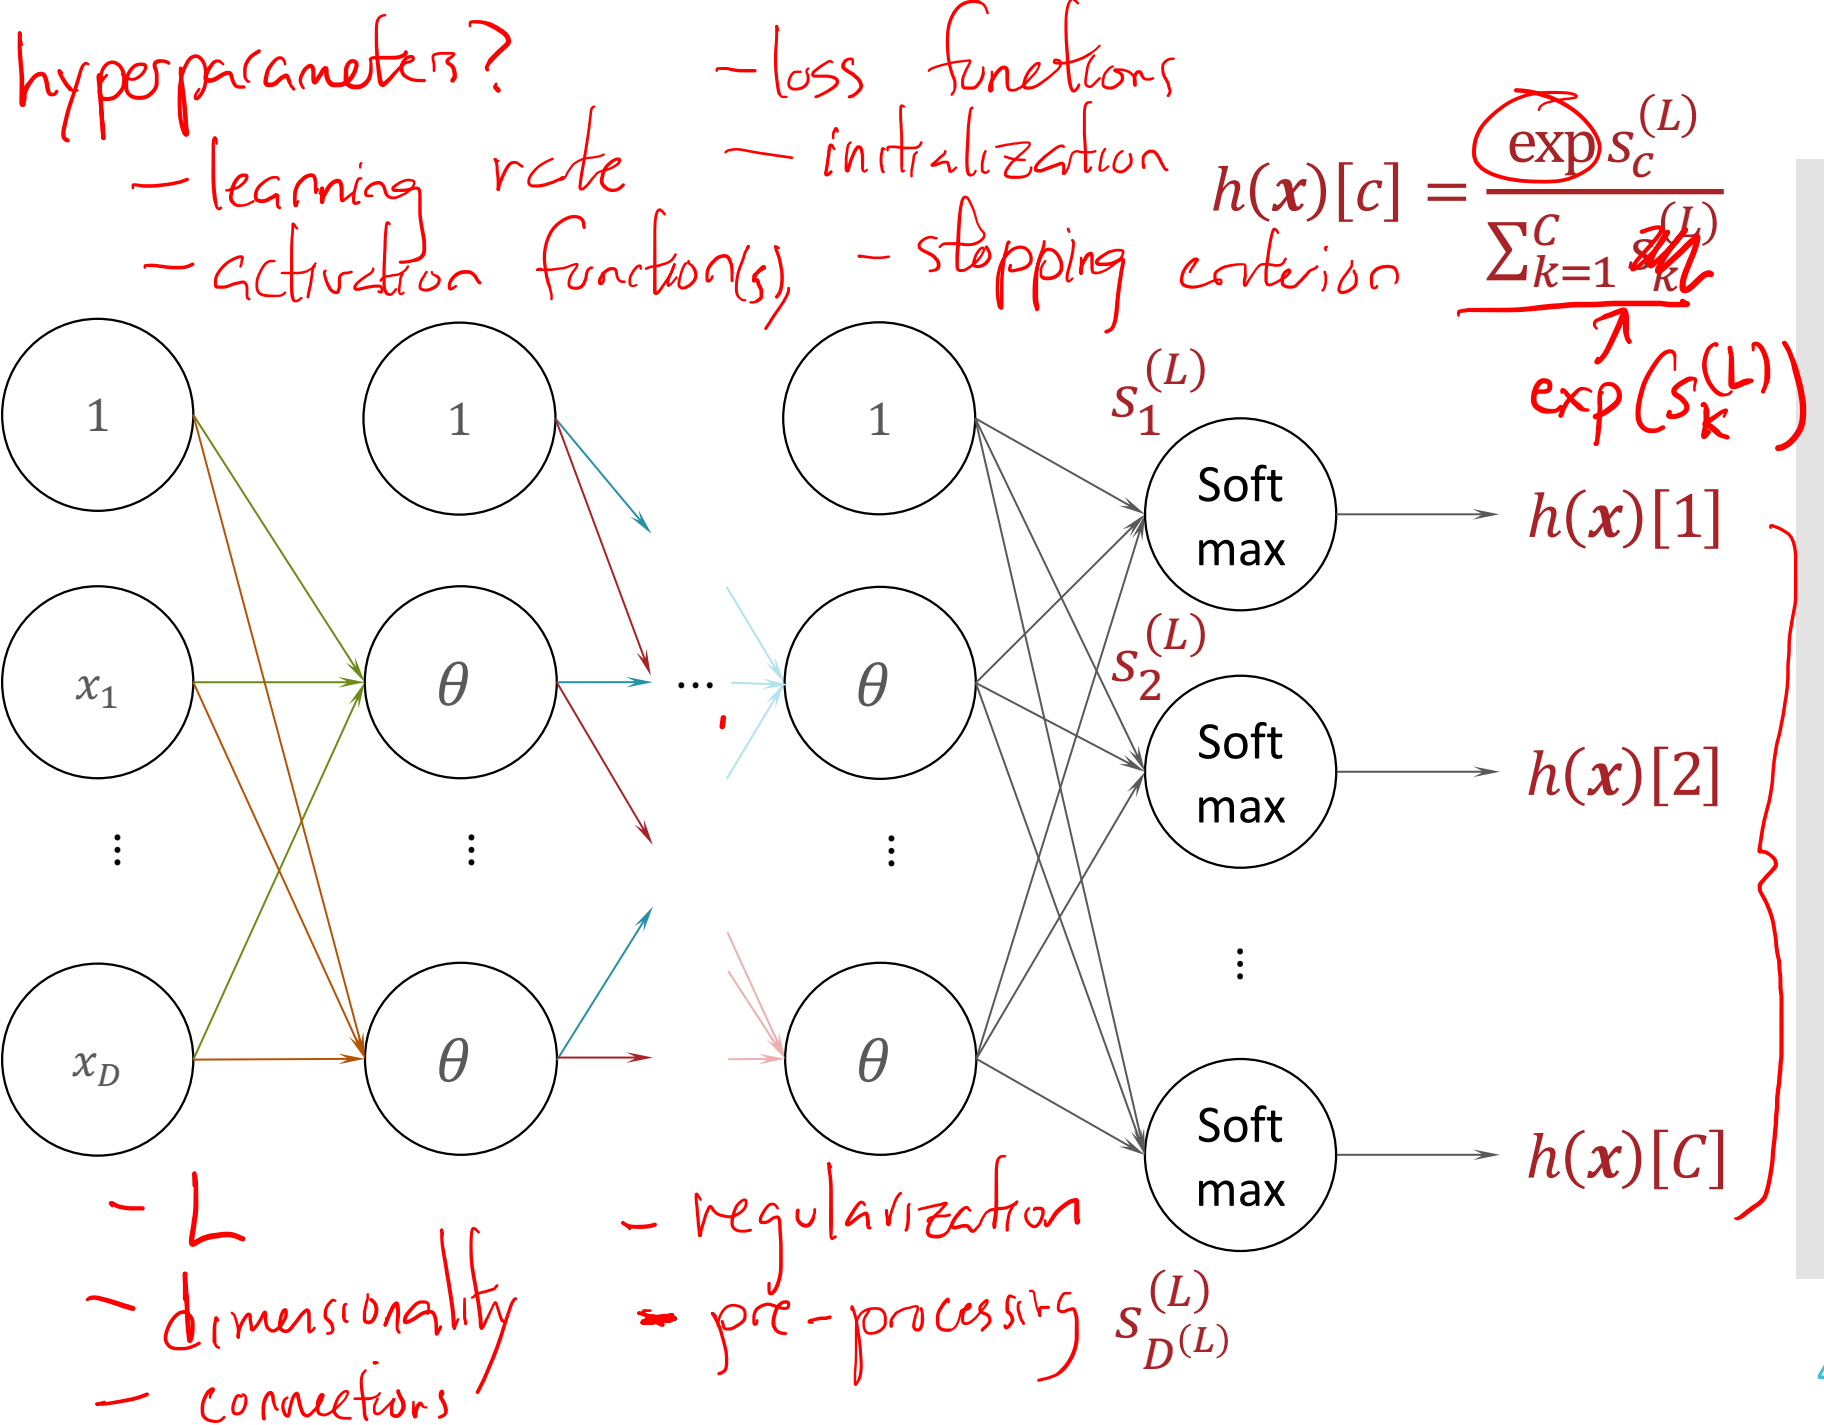 hyperparameters?
- learning rate
- activation function(s),
- loss functions
- initialization
- stopping criterion
h(x)[c] = exp s_c^(L) / ∑_{k=1}^C s_k^(L)
exp(s_k^(L))
1
1
1
s_1^(L)
Soft
max
h(x)[1]
x_1
θ
...
θ
s_2^(L)
Soft
max
h(x)[2]
⋮
⋮
⋮
⋮
x_D
θ
θ
Soft
max
h(x)[C]
- L
- dimensionality
- connections
- regularization
- pre-processing
s_{D^(L)}^(L)